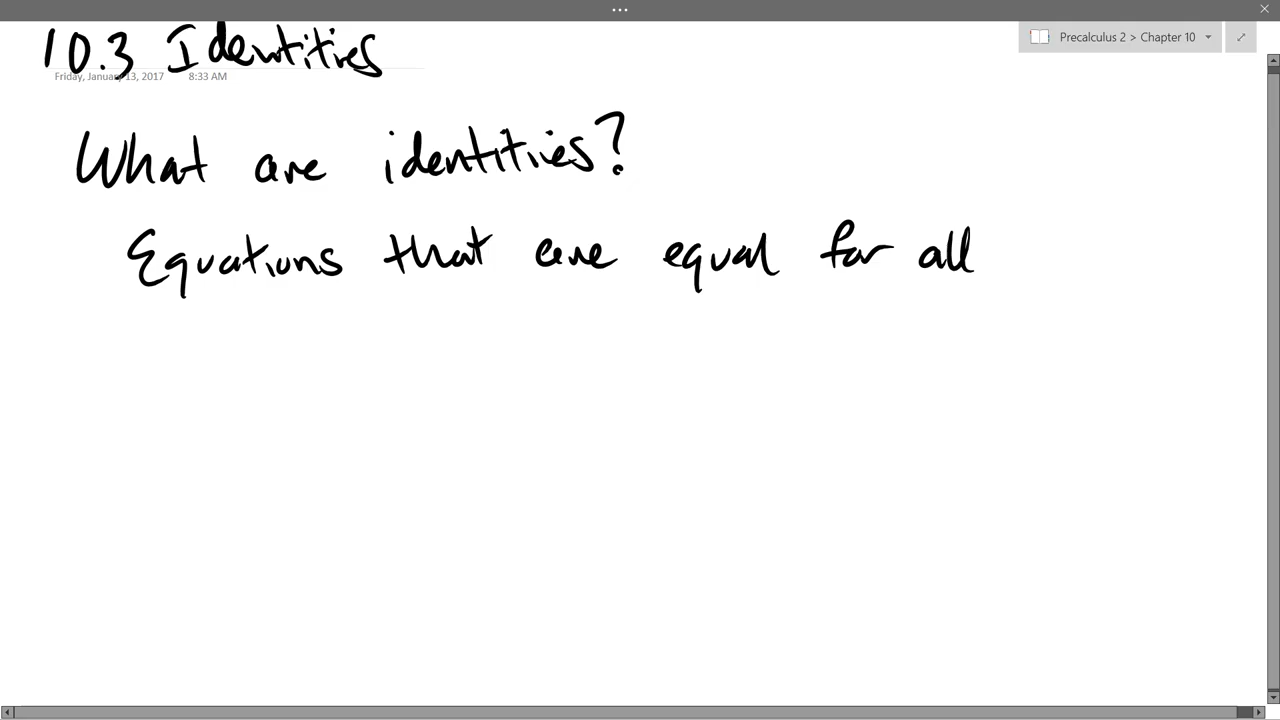 Precalculus 2 > Chapter 10
10.3 Identities
Friday, January 13, 2017 8:33 AM
What are identities?
Equations that are equal for all